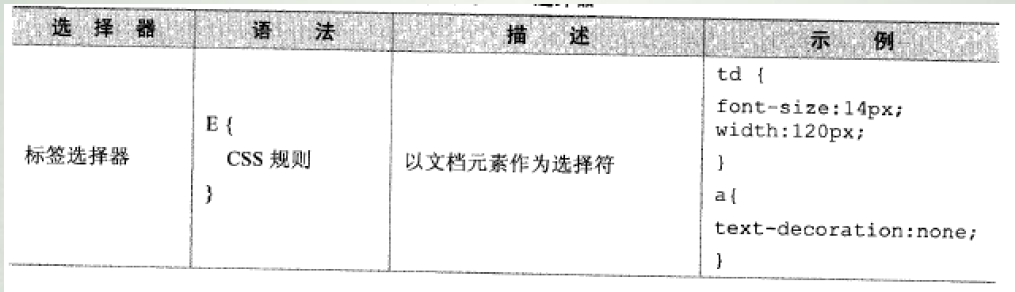 选 择 器 语 法 描 述 示 例
td {
font-size:14px;
width:120px;
}
a{
text-decoration:none;
}
标签选择器
E {
CSS 规则
}
以文档元素作为选择符